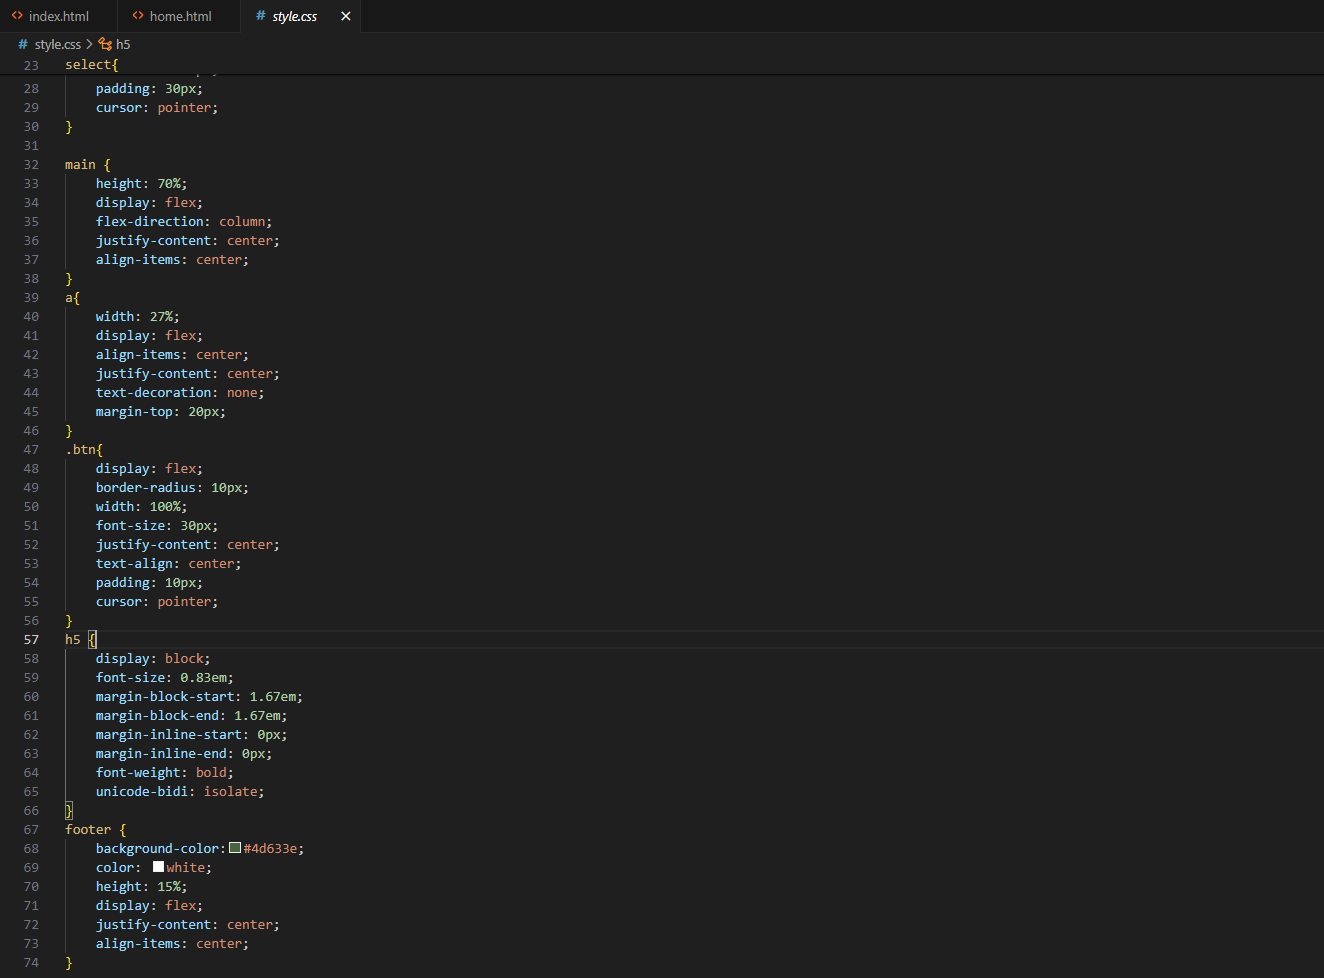 index.html home.html style.css
style.css > h5
23 select{
28 padding: 30px;
29 cursor: pointer;
30 }
31
32 main {
33 height: 70%;
34 display: flex;
35 flex-direction: column;
36 justify-content: center;
37 align-items: center;
38 }
39 a{
40 width: 27%;
41 display: flex;
42 align-items: center;
43 justify-content: center;
44 text-decoration: none;
45 margin-top: 20px;
46 }
47 .btn{
48 display: flex;
49 border-radius: 10px;
50 width: 100%;
51 font-size: 30px;
52 justify-content: center;
53 text-align: center;
54 padding: 10px;
55 cursor: pointer;
56 }
57 h5 {
58 display: block;
59 font-size: 0.83em;
60 margin-block-start: 1.67em;
61 margin-block-end: 1.67em;
62 margin-inline-start: 0px;
63 margin-inline-end: 0px;
64 font-weight: bold;
65 unicode-bidi: isolate;
66 }
67 footer {
68 background-color: #4d633e;
69 color: white;
70 height: 15%;
71 display: flex;
72 justify-content: center;
73 align-items: center;
74 }